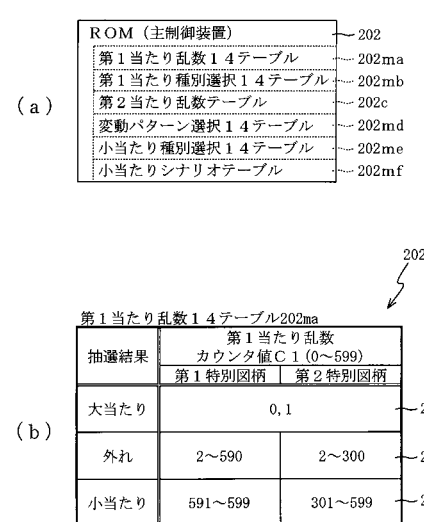 (a)
ROM(主制御装置)
202
第1当たり乱数14テーブル
202ma
第1当たり種別選択14テーブル
202mb
第2当たり乱数テーブル
202c
変動パターン選択14テーブル
202md
小当たり種別選択14テーブル
202me
小当たりシナリオテーブル
202mf
(b)
202
第1当たり乱数14テーブル202ma
抽選結果
第1当たり乱数
カウンタ値C1(0~599)
第1特別図柄 第2特別図柄
大当たり 0,1
2
外れ 2~590 2~300
2
小当たり 591~599 301~599
2